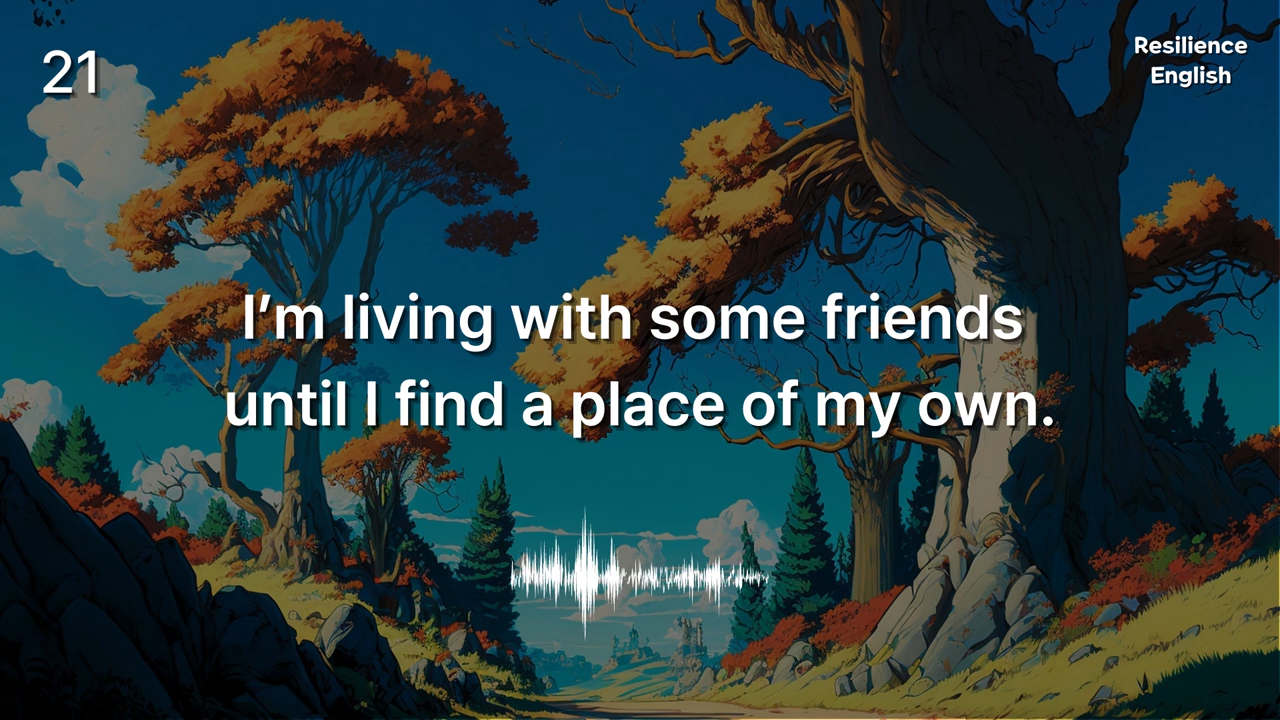 21
Resilience
English
I’m living with some friends
until I find a place of my own.